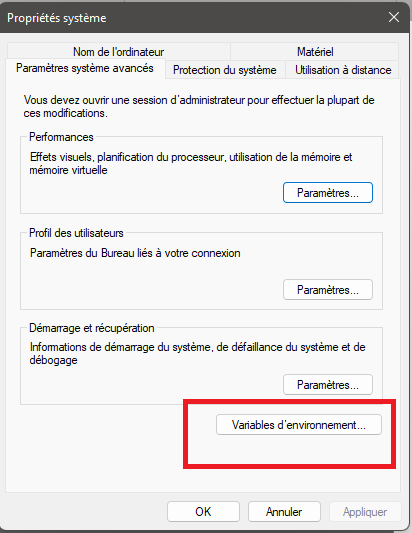 Propriétés système
Nom de l'ordinateur
Matériel
Paramètres système avancés
Protection du système
Utilisation à distance
Vous devez ouvrir une session d'administrateur pour effectuer la plupart de
ces modifications.
Performances
Effets visuels, planification du processeur, utilisation de la mémoire et
mémoire virtuelle
Paramètres...
Profil des utilisateurs
Paramètres du Bureau liés à votre connexion
Paramètres...
Démarrage et récupération
Informations de démarrage du système, de défaillance du système et de
débogage
Paramètres...
Variables d'environnement...
OK
Annuler
Appliquer